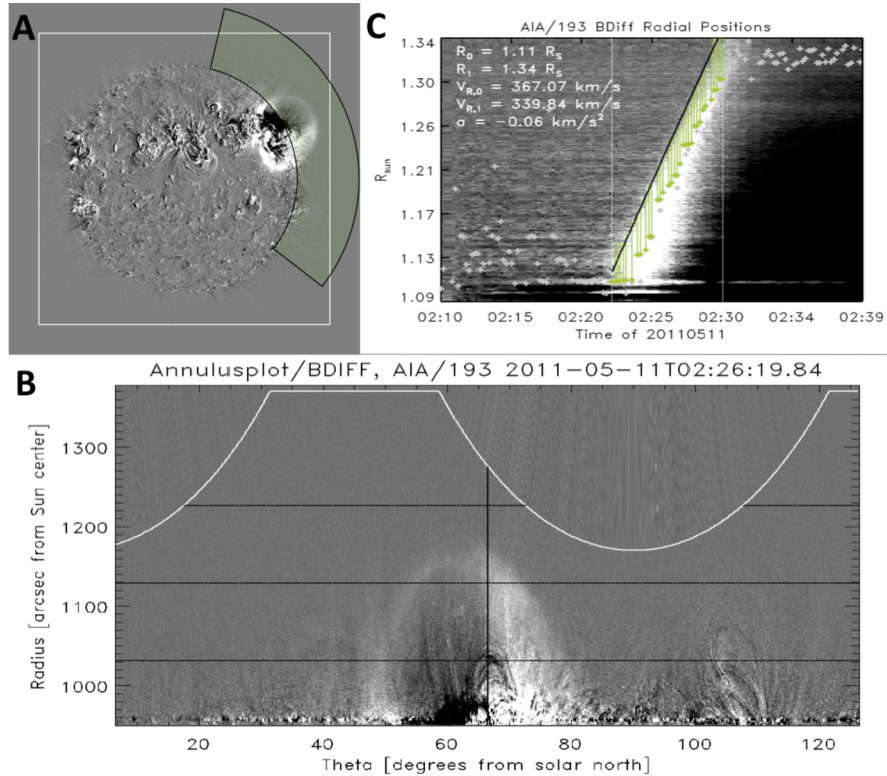 A
C
AIA/193 BDiff Radial Positions
R₀ = 1.11 Rₛ
R₁ = 1.34 Rₛ
V_R,0 = 367.07 km/s
V_R,1 = 339.84 km/s
a = -0.06 km/s²
1.34
1.30
1.26
1.21
1.17
1.13
1.09
R_sun
02:10 02:15 02:20 02:25 02:30 02:34 02:39
Time of 20110511
B
Annulusplot/BDIFF, AIA/193 2011-05-11T02:26:19.84
1300
1200
1100
1000
Radius [arcsec from Sun center]
20 40 60 80 100 120
Theta [degrees from solar north]